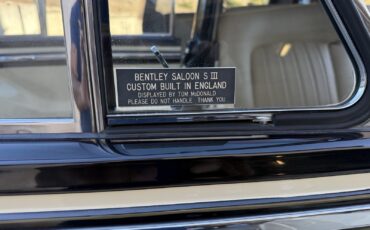 BENTLEY SALOON S III
CUSTOM BUILT IN ENGLAND
DISPLAYED BY TOM MCDONALD
PLEASE DO NOT HANDLE. THANK YOU